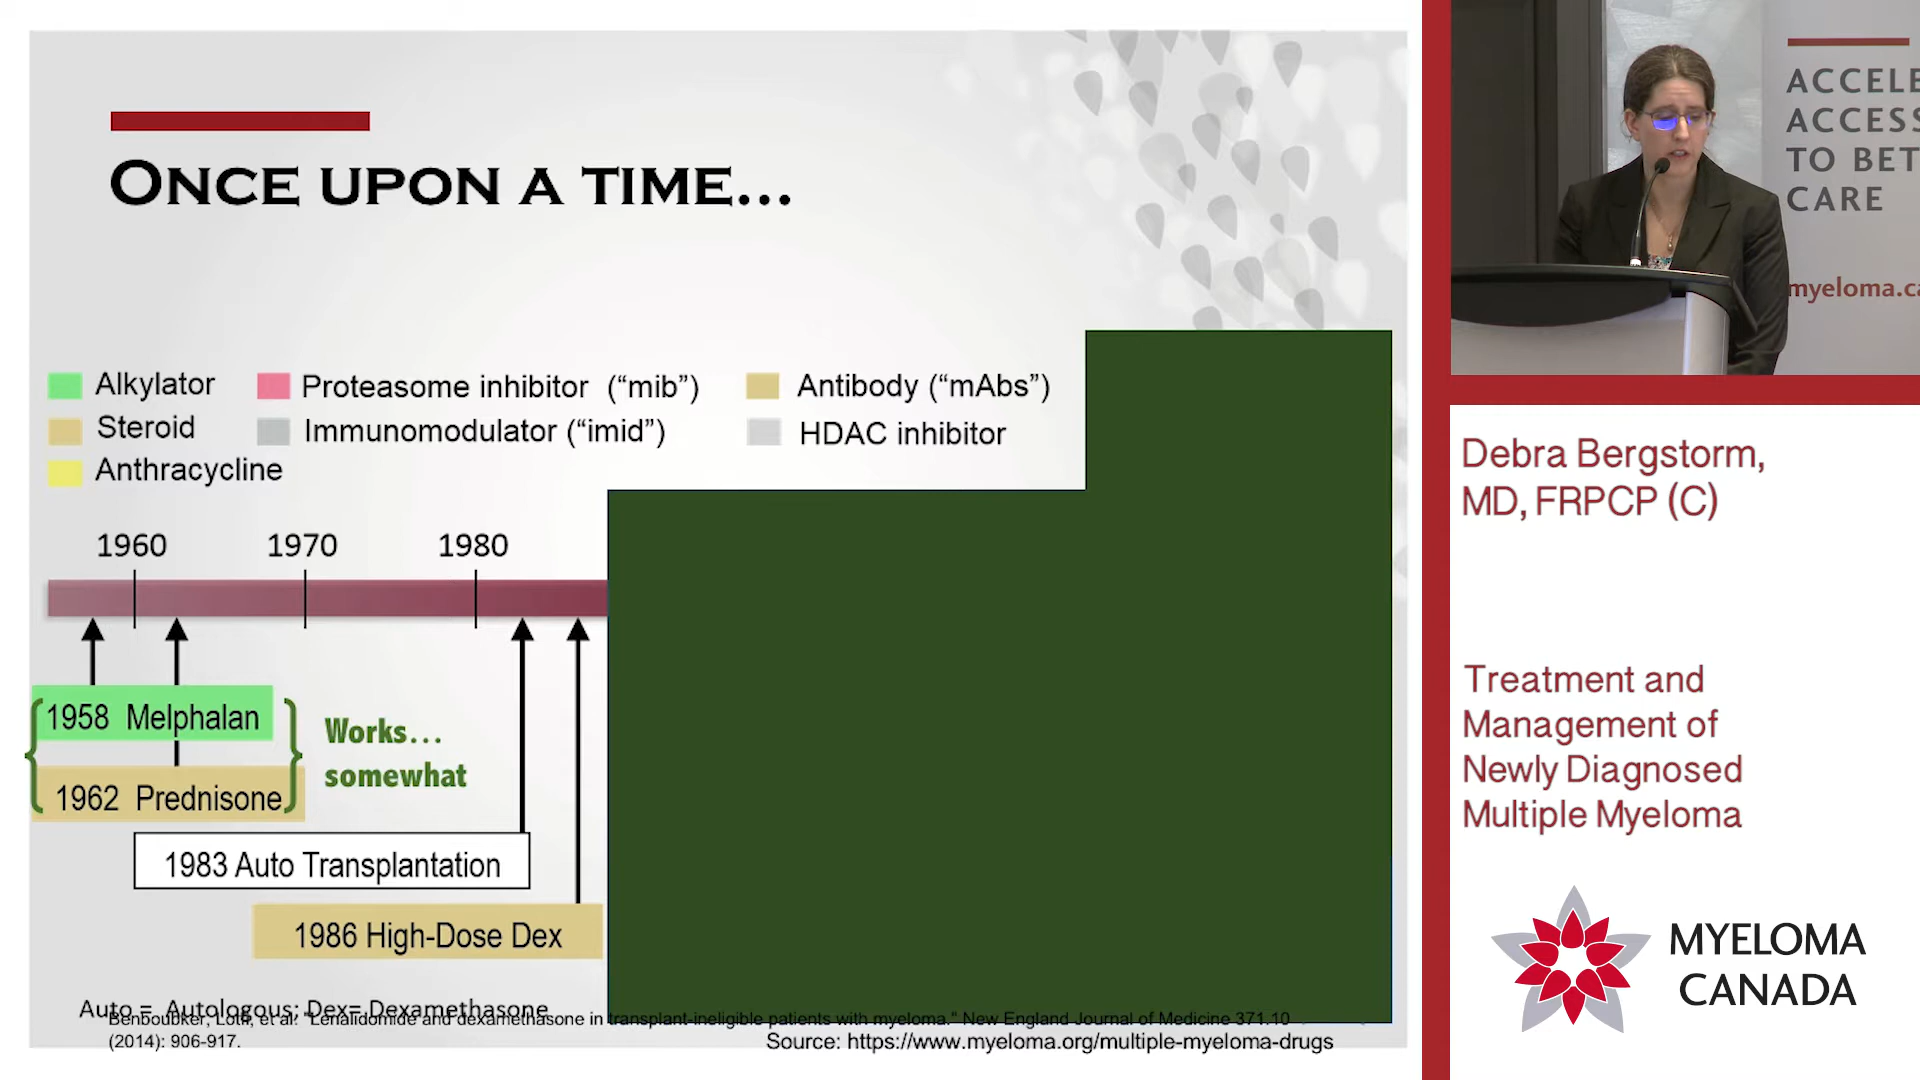 ONCE UPON A TIME...
Alkylator
Proteasome inhibitor (“mib”)
Antibody (“mAbs”)
Steroid
Immunomodulator (“imid”)
HDAC inhibitor
Anthracycline
1960
1970
1980
1958 Melphalan
1962 Prednisone
Works...
somewhat
1983 Auto Transplantation
1986 High-Dose Dex
Auto = Autologous; Dex= Dexamethasone
Benboubker, Lotfi, et al. "Lenalidomide and dexamethasone in transplant-ineligible patients with myeloma." New England Journal of Medicine 371.10
(2014): 906-917.
Source: https://www.myeloma.org/multiple-myeloma-drugs
ACCELE
ACCESS
TO BET
CARE
myeloma.ca
Debra Bergstorm,
MD, FRPCP (C)
Treatment and
Management of
Newly Diagnosed
Multiple Myeloma
MYELOMA
CANADA